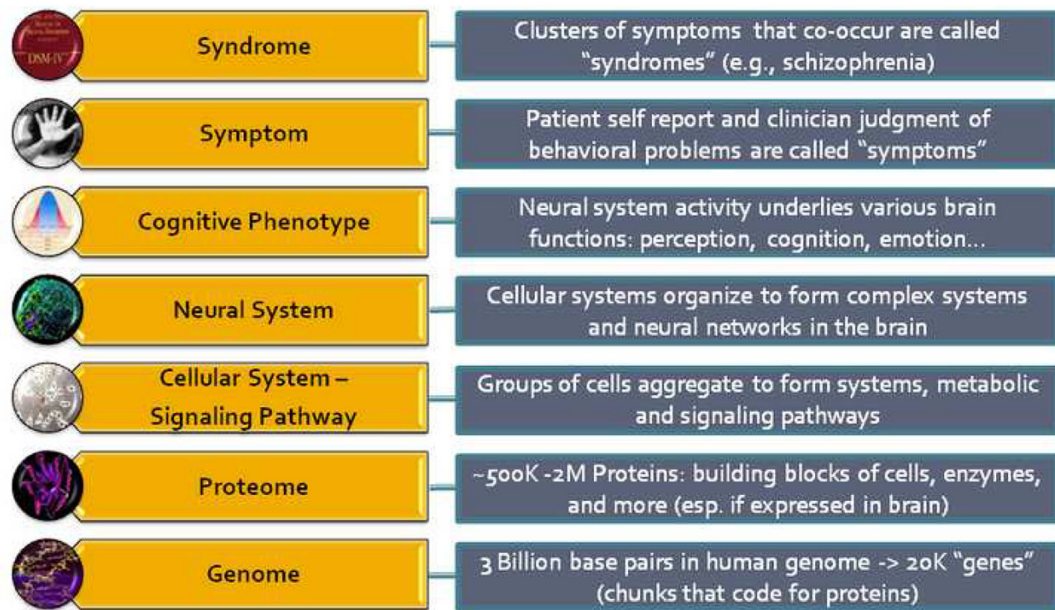 DSM-IV
Syndrome
Clusters of symptoms that co-occur are called
“syndromes” (e.g., schizophrenia)
Symptom
Patient self report and clinician judgment of
behavioral problems are called “symptoms”
Cognitive Phenotype
Neural system activity underlies various brain
functions: perception, cognition, emotion...
Neural System
Cellular systems organize to form complex systems
and neural networks in the brain
Cellular System –
Signaling Pathway
Groups of cells aggregate to form systems, metabolic
and signaling pathways
Proteome
~500K -2M Proteins: building blocks of cells, enzymes,
and more (esp. if expressed in brain)
Genome
3 Billion base pairs in human genome -> 20K “genes”
(chunks that code for proteins)